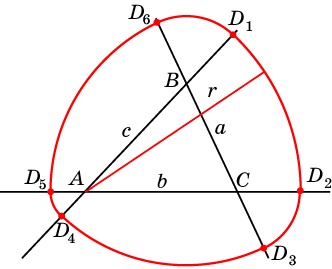 D₆ D₁
B r
c a
D₅ A b C D₂
D₄
D₃